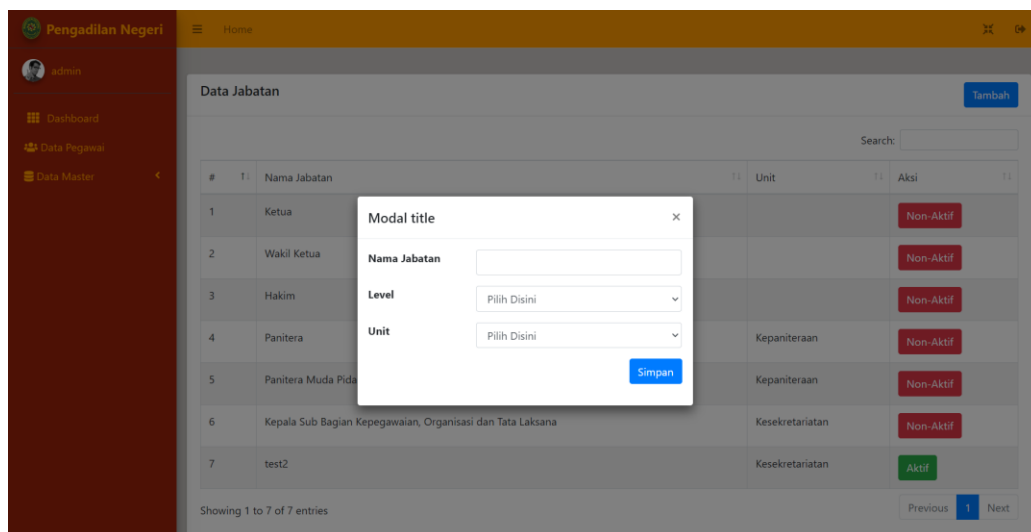 Pengadilan Negeri
Home
admin
Dashboard
Data Pegawai
Data Master
Data Jabatan
Tambah
Search:
# Nama Jabatan Unit Aksi
1 Ketua Non-Aktif
2 Wakil Ketua Non-Aktif
3 Hakim Non-Aktif
4 Panitera Kepaniteraan Non-Aktif
5 Panitera Muda Pida Kepaniteraan Non-Aktif
6 Kepala Sub Bagian Kepegawaian, Organisasi dan Tata Laksana Kesekretariatan Non-Aktif
7 test2 Kesekretariatan Aktif
Showing 1 to 7 of 7 entries
Previous 1 Next
Modal title ×
Nama Jabatan
Level Pilih Disini
Unit Pilih Disini
Simpan